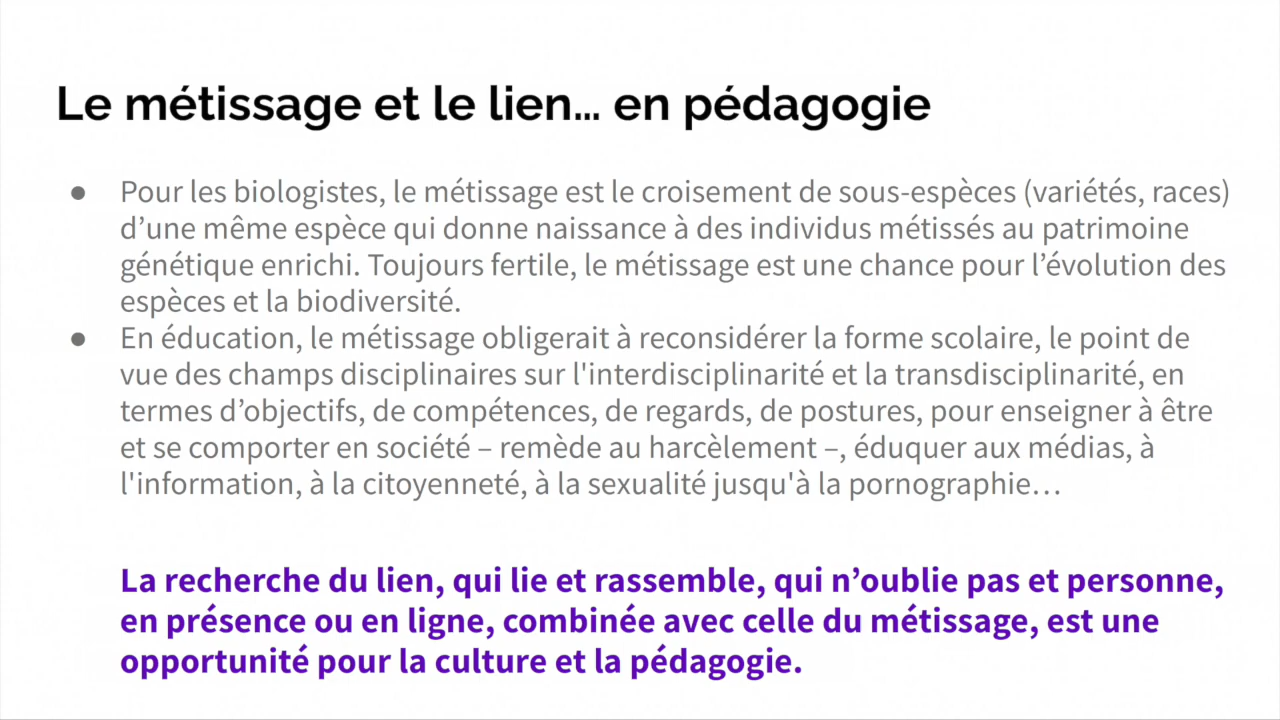 Le métissage et le lien... en pédagogie
● Pour les biologistes, le métissage est le croisement de sous-espèces (variétés, races)
d’une même espèce qui donne naissance à des individus métissés au patrimoine
génétique enrichi. Toujours fertile, le métissage est une chance pour l’évolution des
espèces et la biodiversité.
● En éducation, le métissage obligerait à reconsidérer la forme scolaire, le point de
vue des champs disciplinaires sur l'interdisciplinarité et la transdisciplinarité, en
termes d’objectifs, de compétences, de regards, de postures, pour enseigner à être
et se comporter en société – remède au harcèlement –, éduquer aux médias, à
l'information, à la citoyenneté, à la sexualité jusqu'à la pornographie…
La recherche du lien, qui lie et rassemble, qui n’oublie pas et personne,
en présence ou en ligne, combinée avec celle du métissage, est une
opportunité pour la culture et la pédagogie.